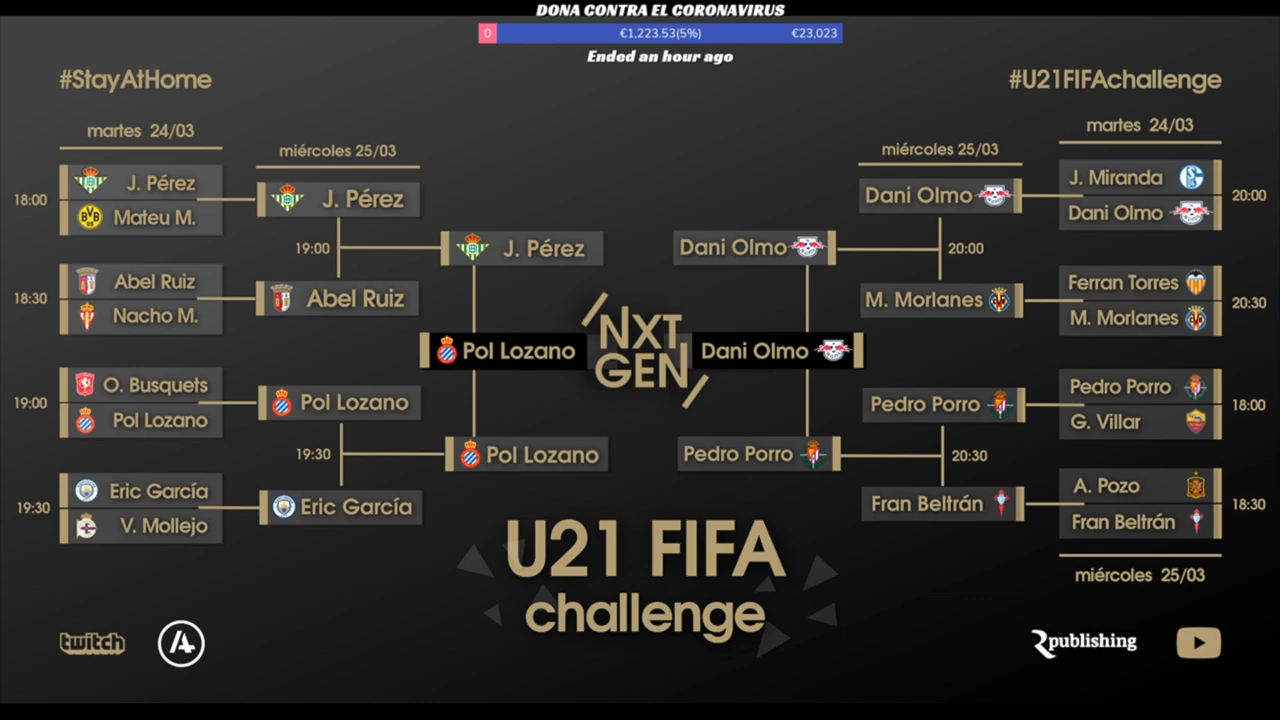 DONA CONTRA EL CORONAVIRUS
0 €1,223.53(5%) €23,023
Ended an hour ago
#StayAtHome
#U21FIFAchallenge
martes 24/03
18:00
J. Pérez
Mateu M.
18:30
Abel Ruiz
Nacho M.
19:00
O. Busquets
Pol Lozano
19:30
Eric García
V. Mollejo
miércoles 25/03
J. Pérez
19:00
Abel Ruiz
Pol Lozano
19:30
Eric García
J. Pérez
Pol Lozano
Pol Lozano
NXT
GEN
Dani Olmo
Dani Olmo
Pedro Porro
miércoles 25/03
Dani Olmo
20:00
M. Morlanes
Pedro Porro
20:30
Fran Beltrán
martes 24/03
J. Miranda
Dani Olmo
20:00
Ferran Torres
M. Morlanes
20:30
Pedro Porro
G. Villar
18:00
A. Pozo
Fran Beltrán
18:30
miércoles 25/03
U21 FIFA
challenge
twitch
Rpublishing